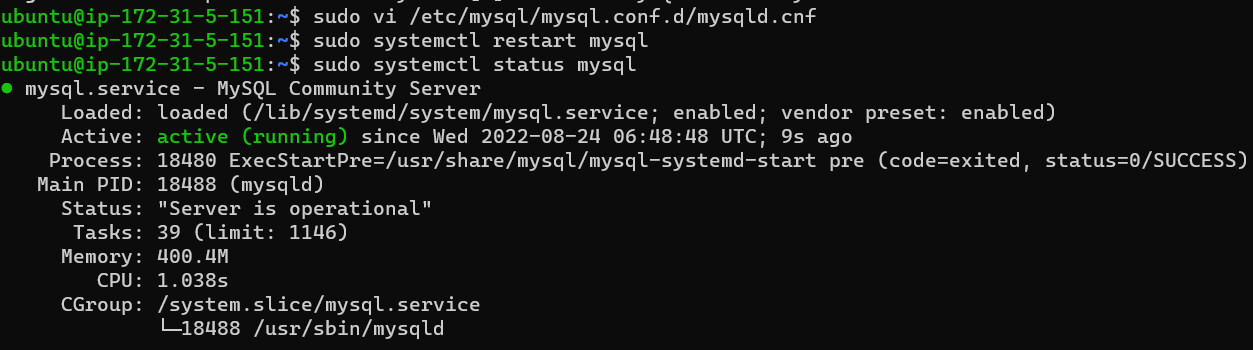 ubuntu@ip-172-31-5-151:~$ sudo vi /etc/mysql/mysql.conf.d/mysqld.cnf
ubuntu@ip-172-31-5-151:~$ sudo systemctl restart mysql
ubuntu@ip-172-31-5-151:~$ sudo systemctl status mysql
● mysql.service - MySQL Community Server
     Loaded: loaded (/lib/systemd/system/mysql.service; enabled; vendor preset: enabled)
     Active: active (running) since Wed 2022-08-24 06:48:48 UTC; 9s ago
    Process: 18480 ExecStartPre=/usr/share/mysql/mysql-systemd-start pre (code=exited, status=0/SUCCESS)
   Main PID: 18488 (mysqld)
     Status: "Server is operational"
      Tasks: 39 (limit: 1146)
     Memory: 400.4M
        CPU: 1.038s
     CGroup: /system.slice/mysql.service
             └─18488 /usr/sbin/mysqld